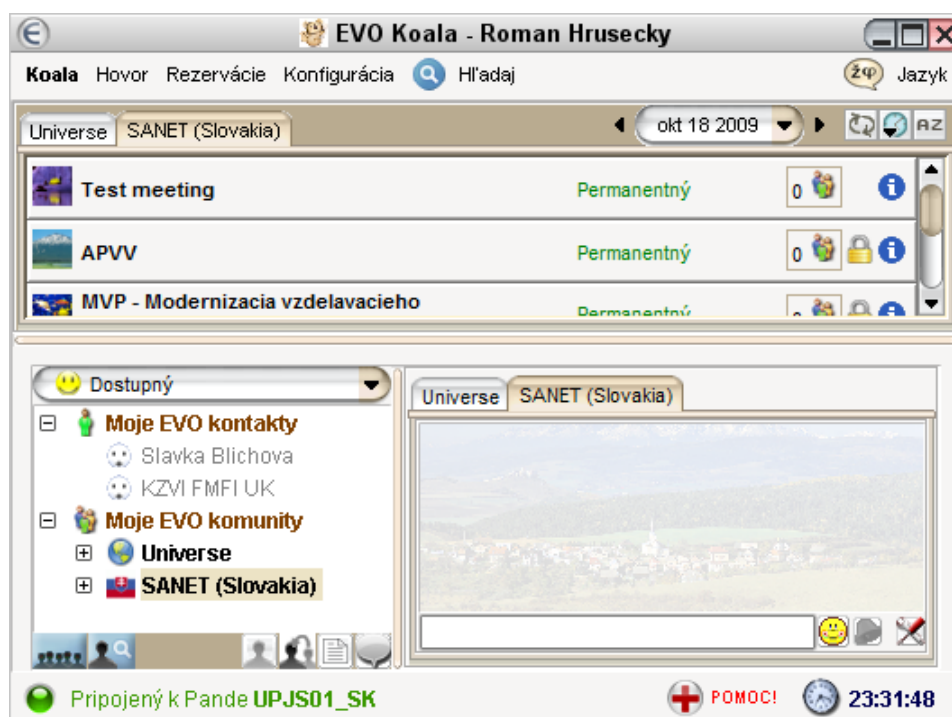 EVO Koala - Roman Hrusecky
Koala Hovor Rezervácie Konfigurácia Hľadaj žφ Jazyk
Universe SANET (Slovakia) okt 18 2009 AZ
Test meeting Permanentný 0
APVV Permanentný 0
MVP - Modernizacia vzdelavacieho Permanentný
Dostupný
Universe SANET (Slovakia)
Moje EVO kontakty
Slavka Blichova
KZVI FMFI UK
Moje EVO komunity
Universe
SANET (Slovakia)
Pripojený k Pande UPJS01_SK POMOC! 23:31:48